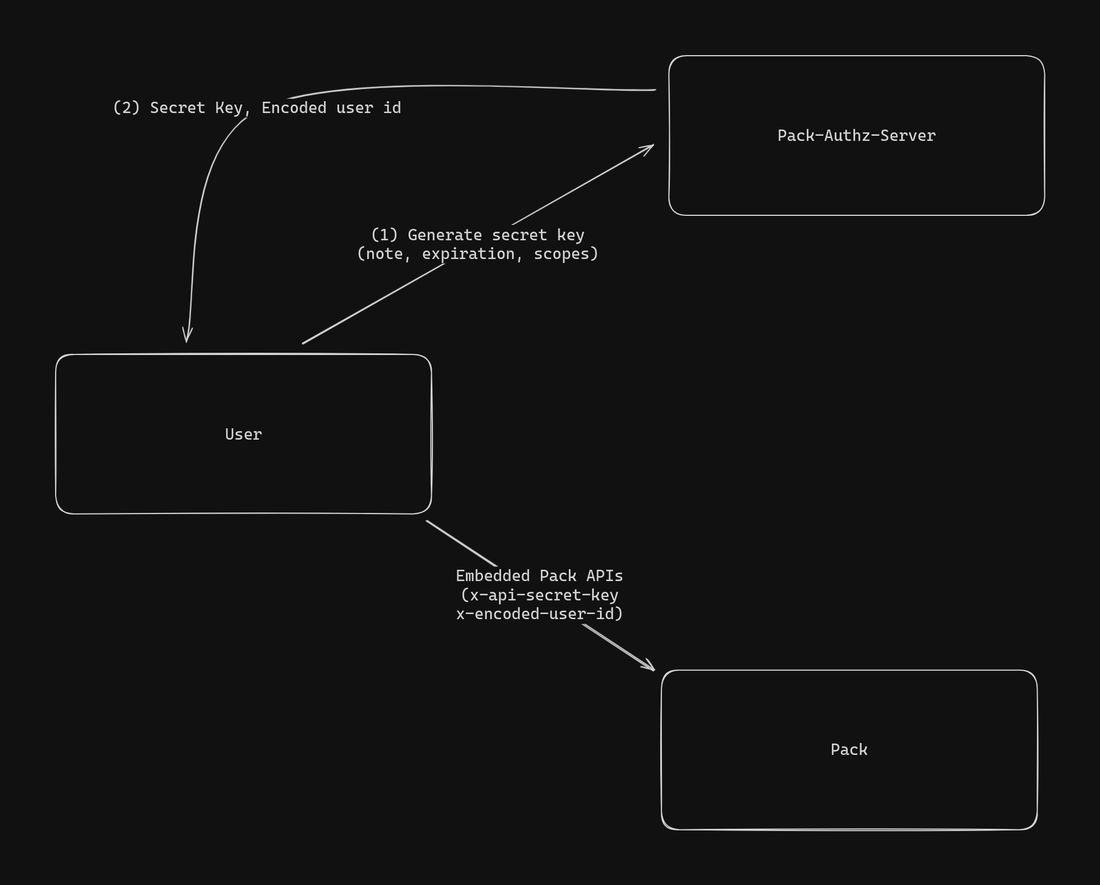 (2) Secret Key, Encoded user id
Pack-Authz-Server
(1) Generate secret key
(note, expiration, scopes)
User
Embedded Pack APIs
(x-api-secret-key
x-encoded-user-id)
Pack